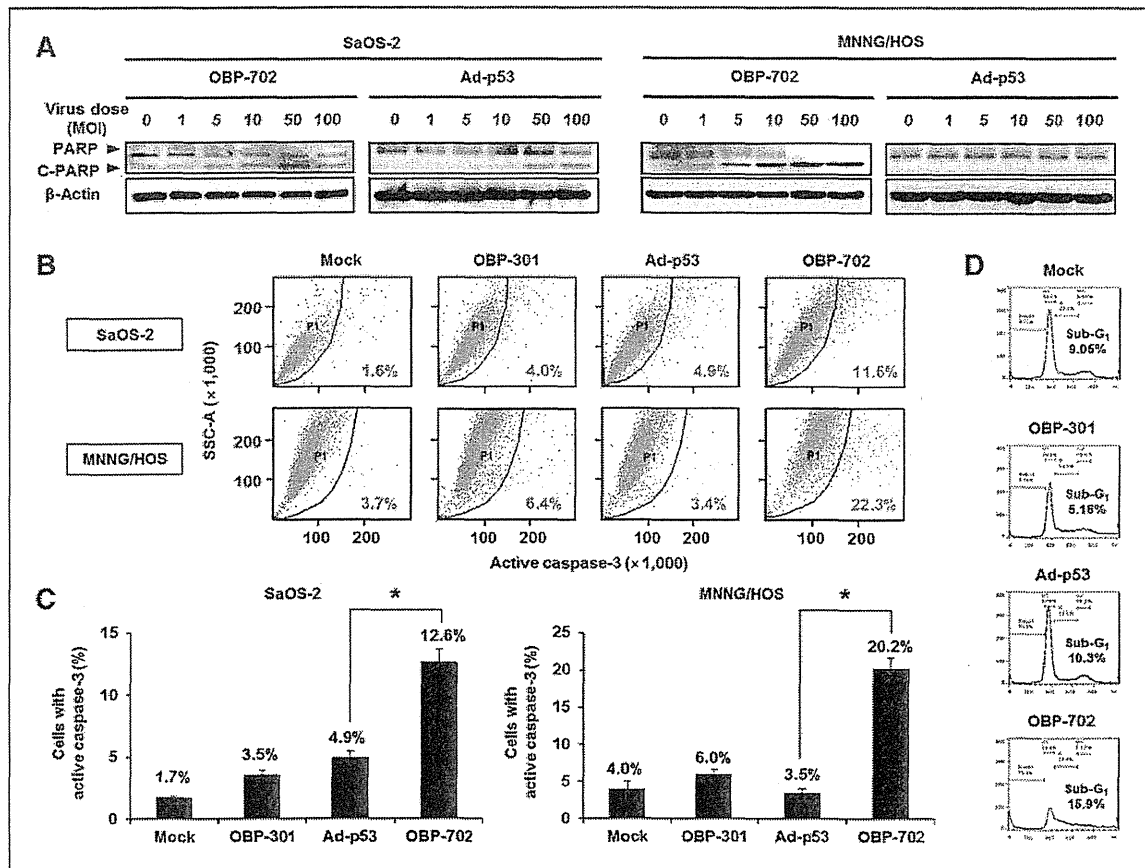 A
SaOS-2 MNNG/HOS
OBP-702 Ad-p53 OBP-702 Ad-p53
Virus dose
(MOI)
0 1 5 10 50 100 0 1 5 10 50 100 0 1 5 10 50 100 0 1 5 10 50 100
PARP
C-PARP
β-Actin
B
Mock OBP-301 Ad-p53 OBP-702
SaOS-2
MNNG/HOS
SSC-A (×1,000)
200
100
200
100
P1 P1 P1 P1
1.6% 4.0% 4.9% 11.6%
P1 P1 P1 P1
3.7% 6.4% 3.4% 22.3%
100 200 100 200 100 200 100 200
Active caspase-3 (×1,000)
C
SaOS-2
Cells with
active caspase-3 (%)
15
10
5
0
1.7% 3.5% 4.9% 12.6%
*
Mock OBP-301 Ad-p53 OBP-702
MNNG/HOS
Cells with
active caspase-3 (%)
25
20
15
10
5
0
4.0% 6.0% 3.5% 20.2%
*
Mock OBP-301 Ad-p53 OBP-702
D
Mock
Sub-G₁
9.05%
OBP-301
Sub-G₁
5.16%
Ad-p53
Sub-G₁
10.3%
OBP-702
Sub-G₁
15.9%